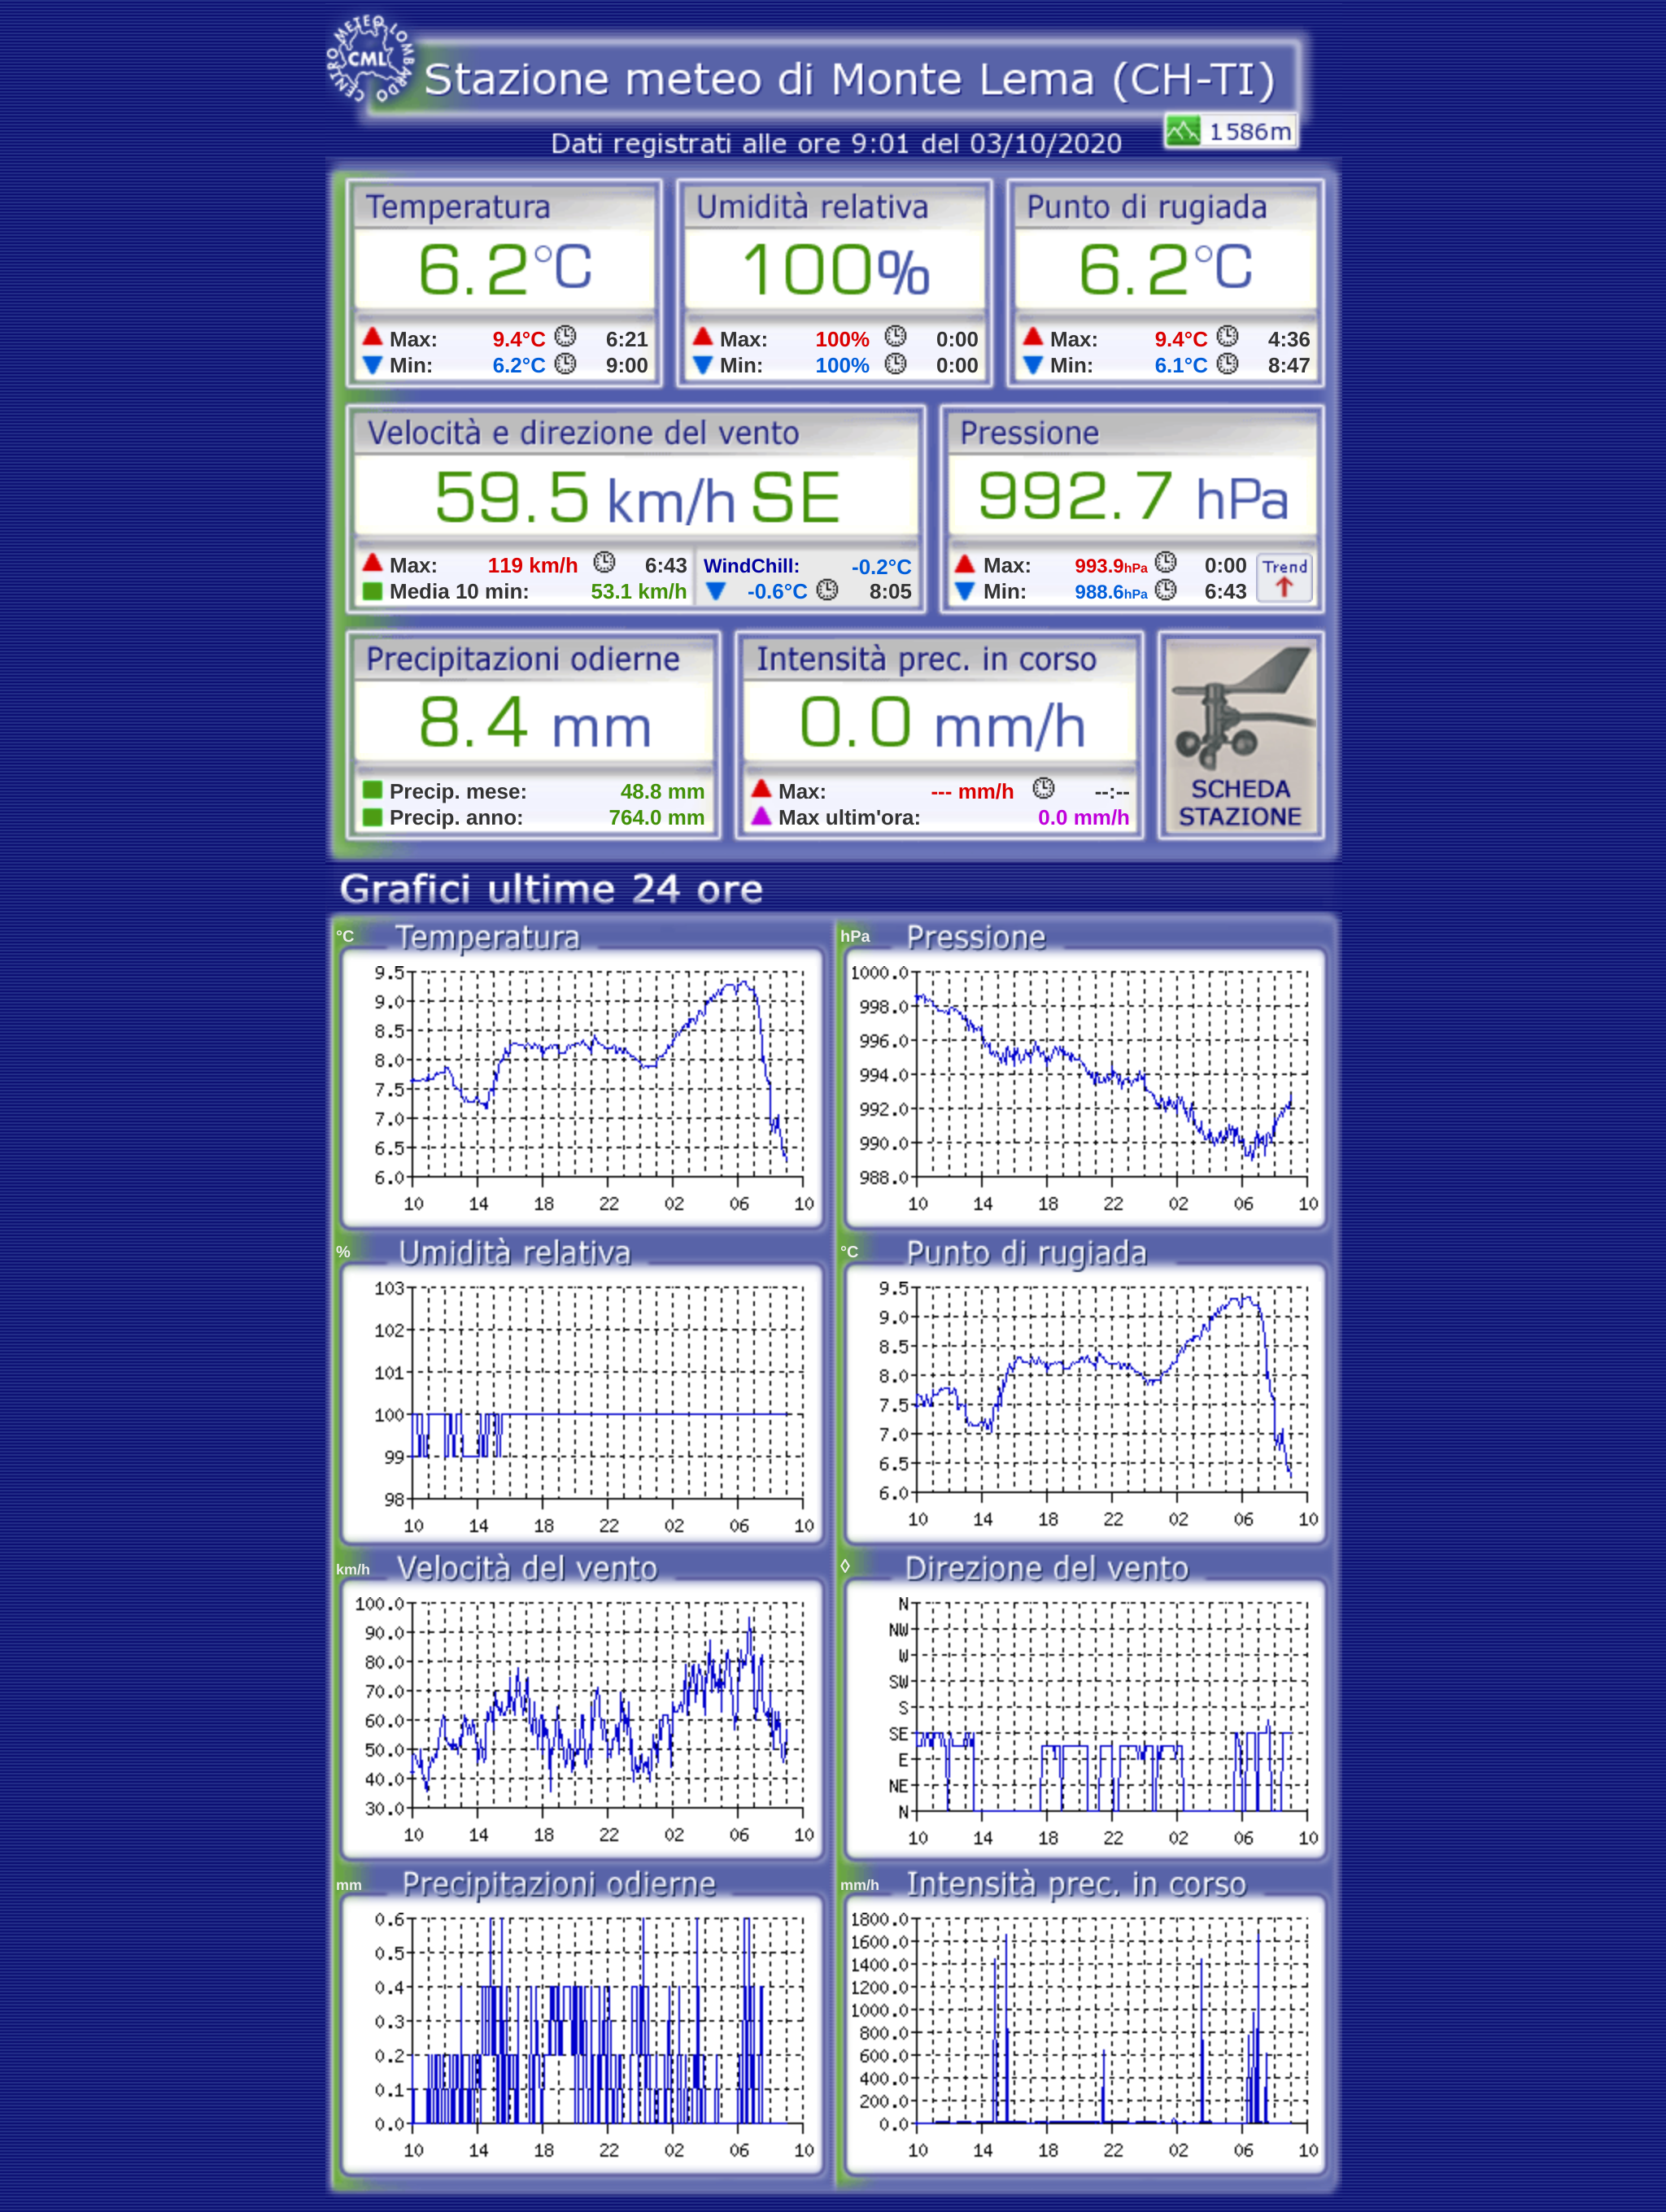 CENTRO METEO LOMBARDO
CML
Stazione meteo di Monte Lema (CH-TI)
1586m
Dati registrati alle ore 9:01 del 03/10/2020
Temperatura Umidità relativa Punto di rugiada
6.2°C 100% 6.2°C
Max: 9.4°C 6:21 Max: 100% 0:00 Max: 9.4°C 4:36
Min: 6.2°C 9:00 Min: 100% 0:00 Min: 6.1°C 8:47
Velocità e direzione del vento Pressione
59.5 km/h SE 992.7 hPa
Max: 119 km/h 6:43 WindChill: -0.2°C Max: 993.9hPa 0:00 Trend
Media 10 min: 53.1 km/h -0.6°C 8:05 Min: 988.6hPa 6:43
Precipitazioni odierne Intensità prec. in corso
8.4 mm 0.0 mm/h
Precip. mese: 48.8 mm Max: --- mm/h --:-- SCHEDA
Precip. anno: 764.0 mm Max ultim'ora: 0.0 mm/h STAZIONE
Grafici ultime 24 ore
°C Temperatura
9.5
9.0
8.5
8.0
7.5
7.0
6.5
6.0
10 14 18 22 02 06 10
hPa Pressione
1000.0
998.0
996.0
994.0
992.0
990.0
988.0
10 14 18 22 02 06 10
% Umidità relativa
103
102
101
100
99
98
10 14 18 22 02 06 10
°C Punto di rugiada
9.5
9.0
8.5
8.0
7.5
7.0
6.5
6.0
10 14 18 22 02 06 10
km/h Velocità del vento
100.0
90.0
80.0
70.0
60.0
50.0
40.0
30.0
10 14 18 22 02 06 10
◊ Direzione del vento
N
NW
W
SW
S
SE
E
NE
N
10 14 18 22 02 06 10
mm Precipitazioni odierne
0.6
0.5
0.4
0.3
0.2
0.1
0.0
10 14 18 22 02 06 10
mm/h Intensità prec. in corso
1800.0
1600.0
1400.0
1200.0
1000.0
800.0
600.0
400.0
200.0
0.0
10 14 18 22 02 06 10